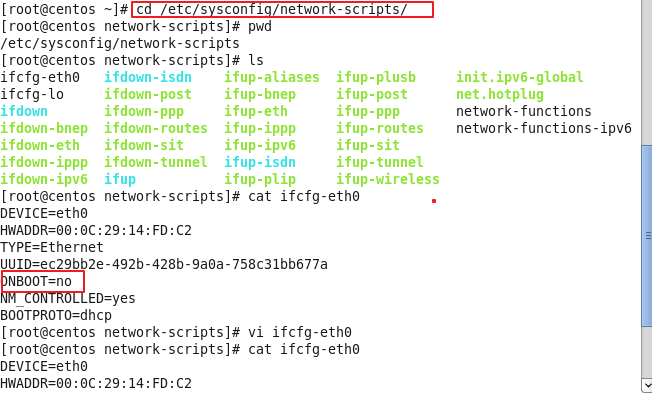 [root@centos ~]# cd /etc/sysconfig/network-scripts/
[root@centos network-scripts]# pwd
/etc/sysconfig/network-scripts
[root@centos network-scripts]# ls
ifcfg-eth0 ifdown-isdn ifup-aliases ifup-plusb init.ipv6-global
ifcfg-lo ifdown-post ifup-bnep ifup-post net.hotplug
ifdown ifdown-ppp ifup-eth ifup-ppp network-functions
ifdown-bnep ifdown-routes ifup-ippp ifup-routes network-functions-ipv6
ifdown-eth ifdown-sit ifup-ipv6 ifup-sit
ifdown-ippp ifdown-tunnel ifup-isdn ifup-tunnel
ifdown-ipv6 ifup ifup-plip ifup-wireless
[root@centos network-scripts]# cat ifcfg-eth0
DEVICE=eth0
HWADDR=00:0C:29:14:FD:C2
TYPE=Ethernet
UUID=ec29bb2e-492b-428b-9a0a-758c31bb677a
ONBOOT=no
NM_CONTROLLED=yes
BOOTPROTO=dhcp
[root@centos network-scripts]# vi ifcfg-eth0
[root@centos network-scripts]# cat ifcfg-eth0
DEVICE=eth0
HWADDR=00:0C:29:14:FD:C2